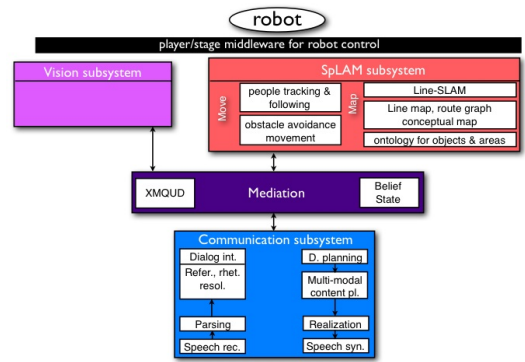 robot
player/stage middleware for robot control
Vision subsystem
SpLAM subsystem
Move
people tracking &
following
obstacle avoidance
movement
Map
Line-SLAM
Line map, route graph
conceptual map
ontology for objects & areas
XMQUD
Mediation
Belief
State
Communication subsystem
Dialog int.
Refer., rhet.
resol.
Parsing
Speech rec.
D. planning
Multi-modal
content pl.
Realization
Speech syn.